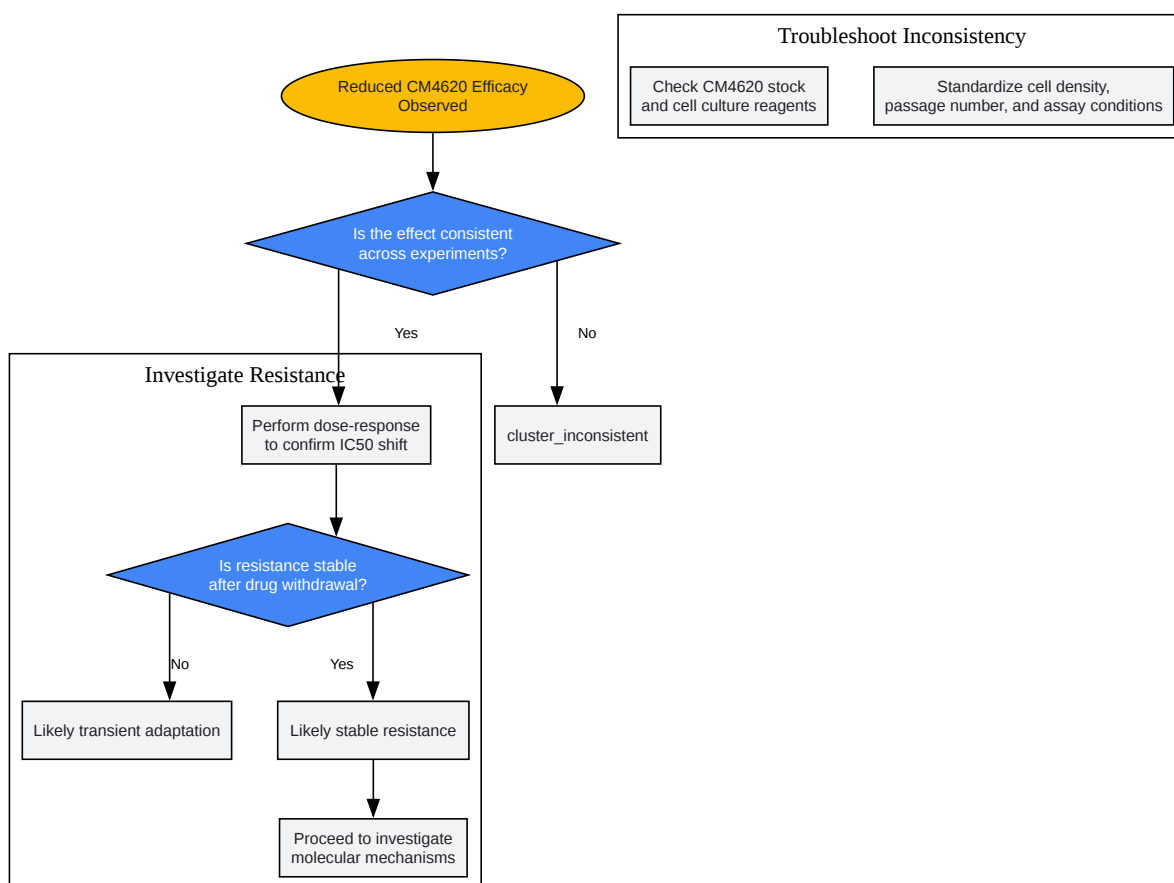 Troubleshoot Inconsistency
Reduced CM4620 Efficacy
Observed
Check CM4620 stock
and cell culture reagents
Standardize cell density,
passage number, and assay conditions
Is the effect consistent
across experiments?
Yes
No
Investigate Resistance
Perform dose-response
to confirm IC50 shift
cluster_inconsistent
Is resistance stable
after drug withdrawal?
No
Yes
Likely transient adaptation
Likely stable resistance
Proceed to investigate
molecular mechanisms